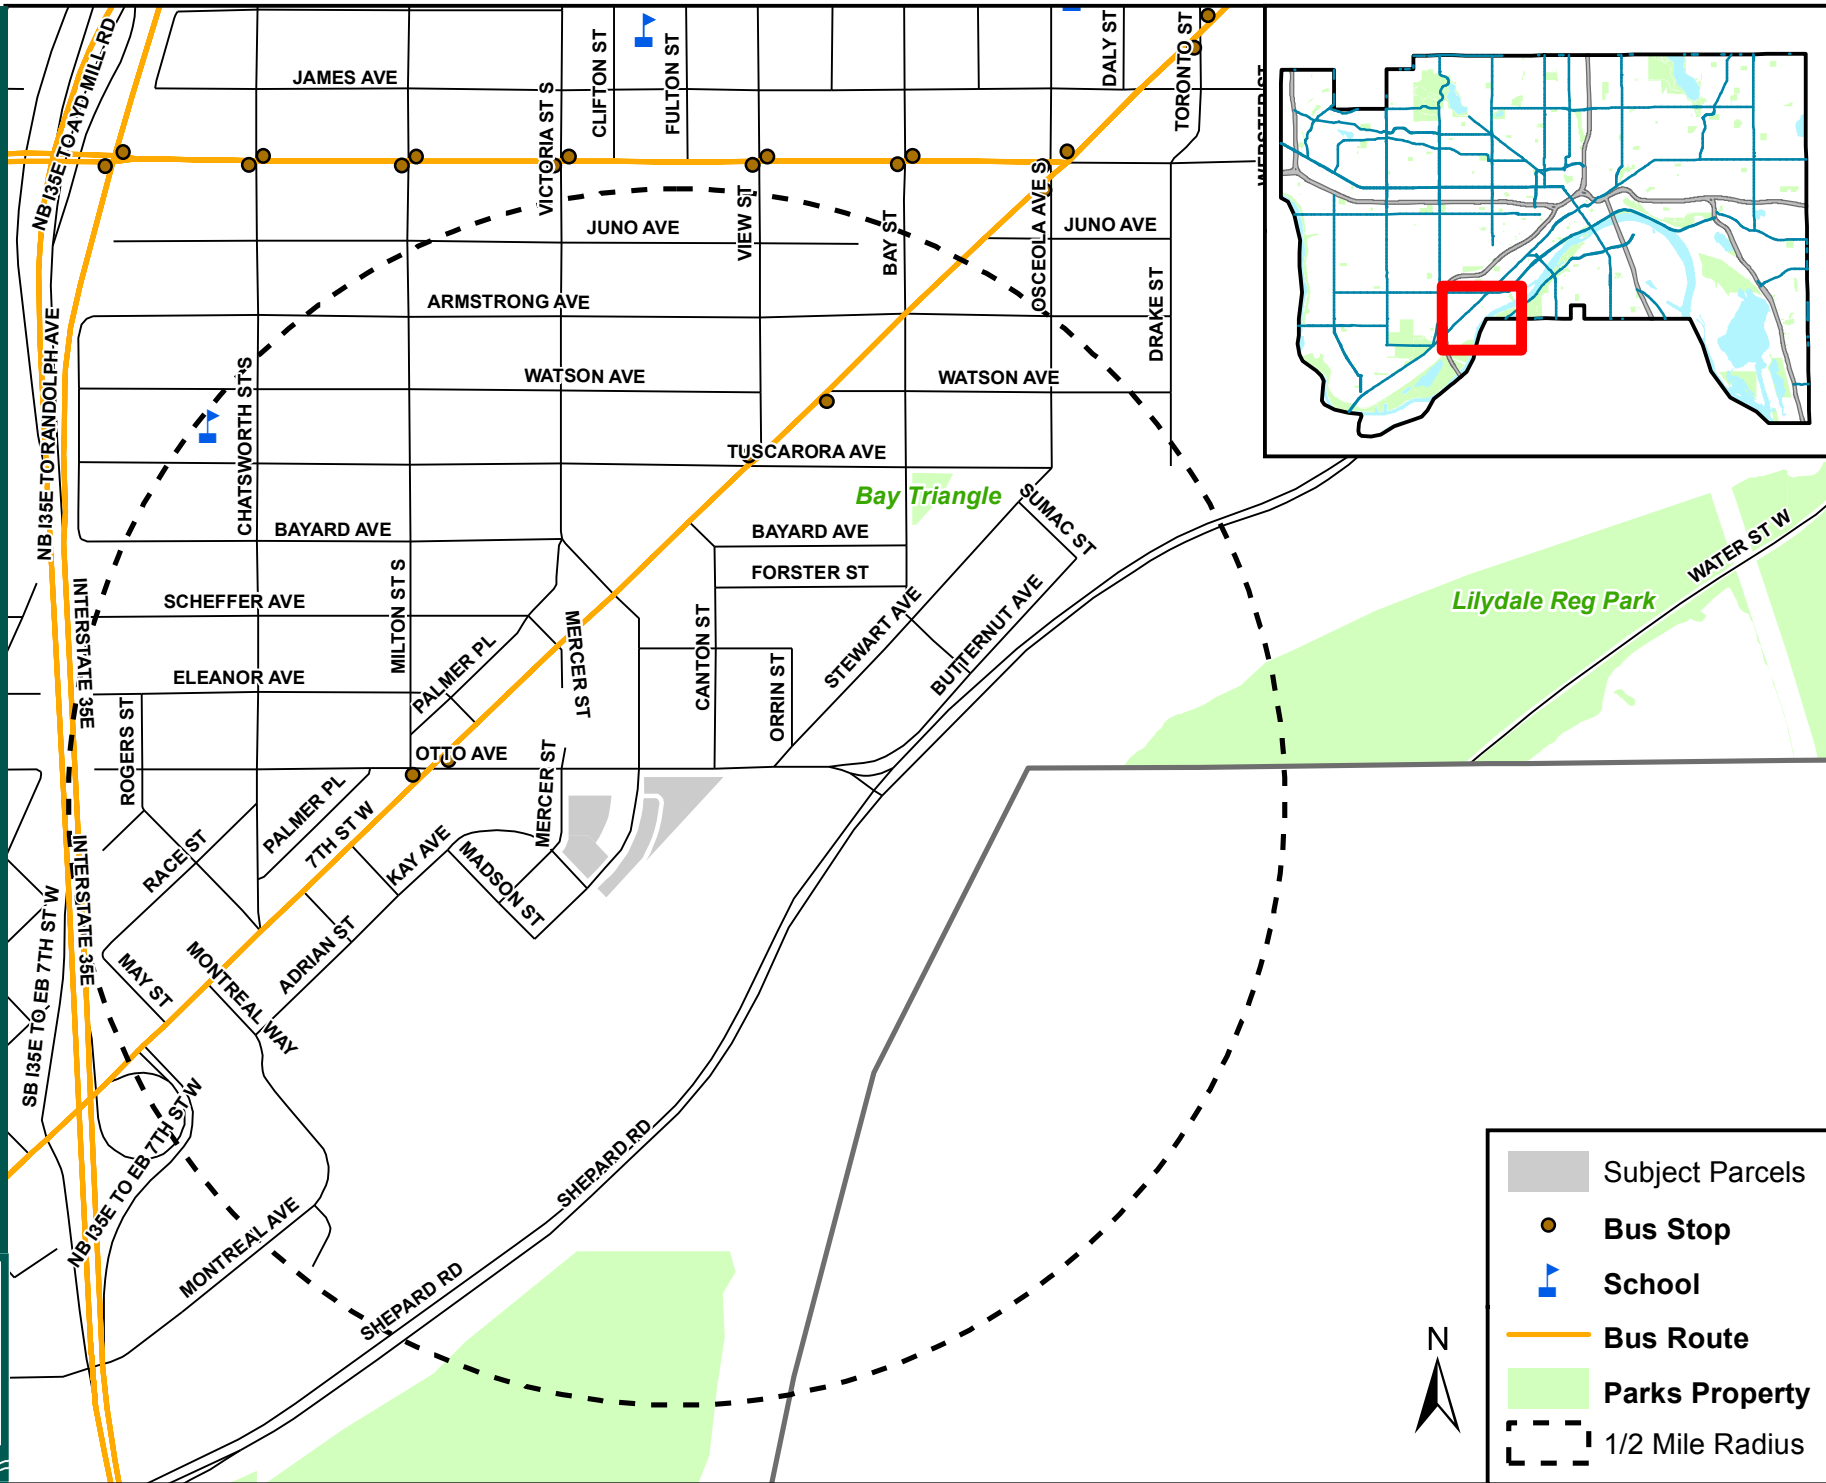 JAMES AVE
NB I35E TO AYD MILL RD
VICTORIA ST S
CLIFTON ST
FULTON ST
DALY ST
TORONTO ST
JUNO AVE
VIEW ST
BAY ST
OSCEOLA AVE S
JUNO AVE
DRAKE ST
ARMSTRONG AVE
NB I35E TO RANDOLPH AVE
CHATSWORTH ST S
WATSON AVE
WATSON AVE
TUSCARORA AVE
Bay Triangle
SUMAC ST
BAYARD AVE
BAYARD AVE
FORSTER ST
WATER ST W
Lilydale Reg Park
INTERSTATE 35E
SCHEFFER AVE
MILTON ST S
MERCER ST
CANTON ST
STEWART AVE
BUTTERNUT AVE
PALMER PL
ELEANOR AVE
ORRIN ST
ROGERS ST
OTTO AVE
MERCER ST
PALMER PL
7TH ST W
RACE ST
KAY AVE
MADSON ST
INTERSTATE 35E
SB I35E TO EB 7TH ST W
MAY ST
MONTREAL WAY
ADRIAN ST
NB I35E TO EB 7TH ST W
MONTREAL AVE
SHEPARD RD
SHEPARD RD
N
Subject Parcels
Bus Stop
School
Bus Route
Parks Property
1/2 Mile Radius